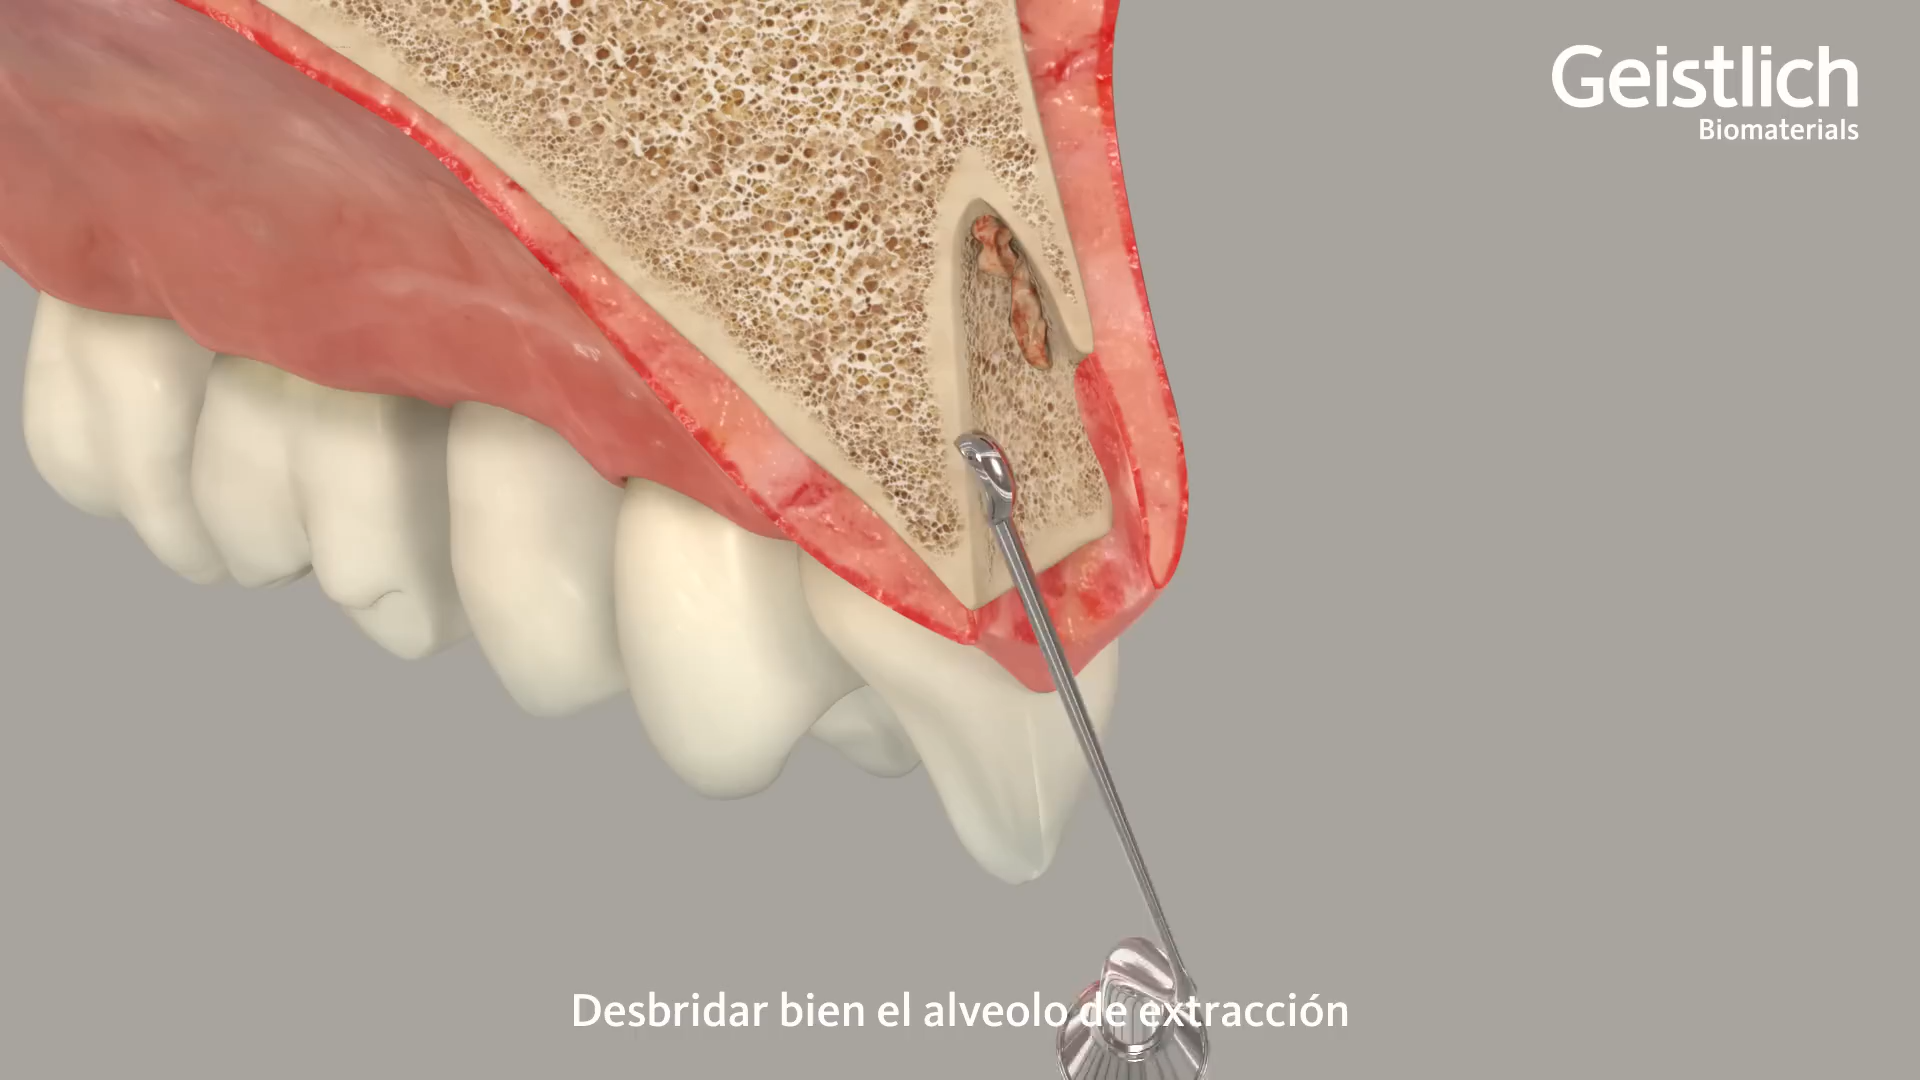 Geistlich
Biomaterials
Desbridar bien el alveolo de extracción